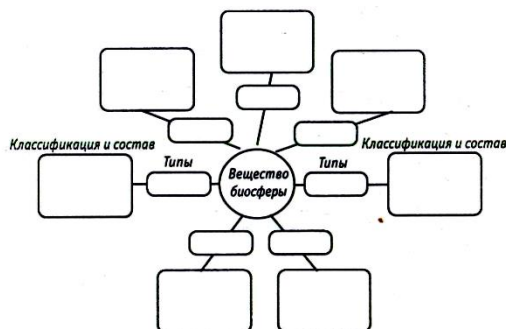 Классификация и состав
Типы
Вещество
биосферы
Типы
Классификация и состав